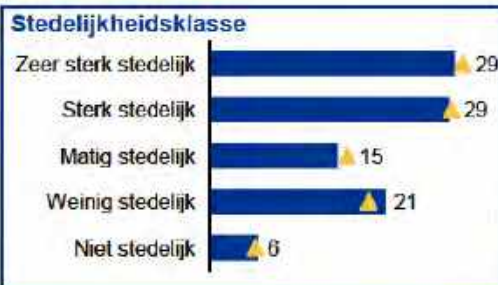 Stedelijkheidsklasse
Zeer sterk stedelijk 29
Sterk stedelijk 29
Matig stedelijk 15
Weinig stedelijk 21
Niet stedelijk 6